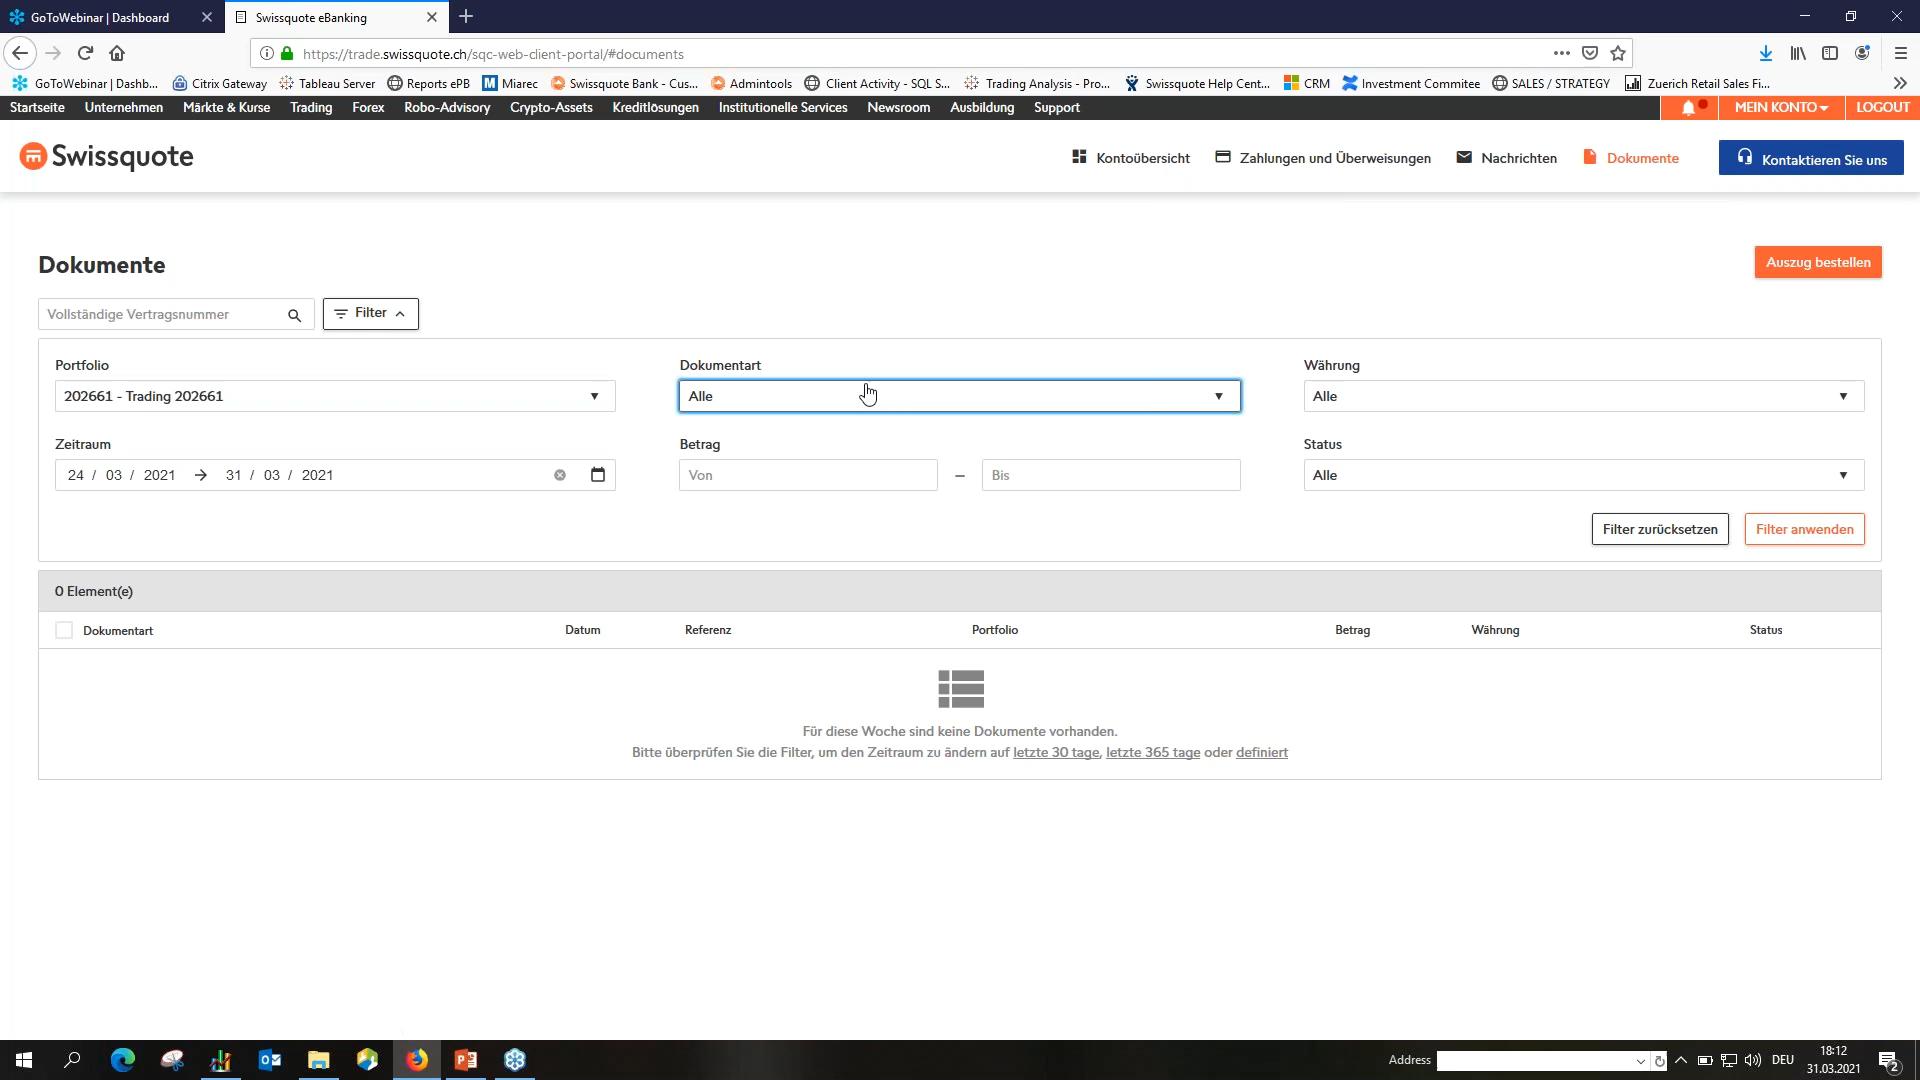 GoToWebinar | Dashboard
Swissquote eBanking
https://trade.swissquote.ch/sqc-web-client-portal/#documents
GoToWebinar | Dashb... Citrix Gateway Tableau Server Reports ePB Miarec Swissquote Bank - Cus... Admintools Client Activity - SQL S... Trading Analysis - Pro... Swissquote Help Cent... CRM Investment Commitee SALES / STRATEGY Zuerich Retail Sales Fi...
Startseite Unternehmen Märkte & Kurse Trading Forex Robo-Advisory Crypto-Assets Kreditlösungen Institutionelle Services Newsroom Ausbildung Support MEIN KONTO LOGOUT
Swissquote
Kontoübersicht Zahlungen und Überweisungen Nachrichten Dokumente Kontaktieren Sie uns
Dokumente
Auszug bestellen
Vollständige Vertragsnummer
Filter
Portfolio Dokumentart Währung
202661 - Trading 202661 Alle Alle
Zeitraum Betrag Status
24 / 03 / 2021 → 31 / 03 / 2021 Von – Bis Alle
Filter zurücksetzen Filter anwenden
0 Element(e)
Dokumentart Datum Referenz Portfolio Betrag Währung Status
Für diese Woche sind keine Dokumente vorhanden.
Bitte überprüfen Sie die Filter, um den Zeitraum zu ändern auf letzte 30 tage, letzte 365 tage oder definiert
Address DEU
18:12
31.03.2021
2